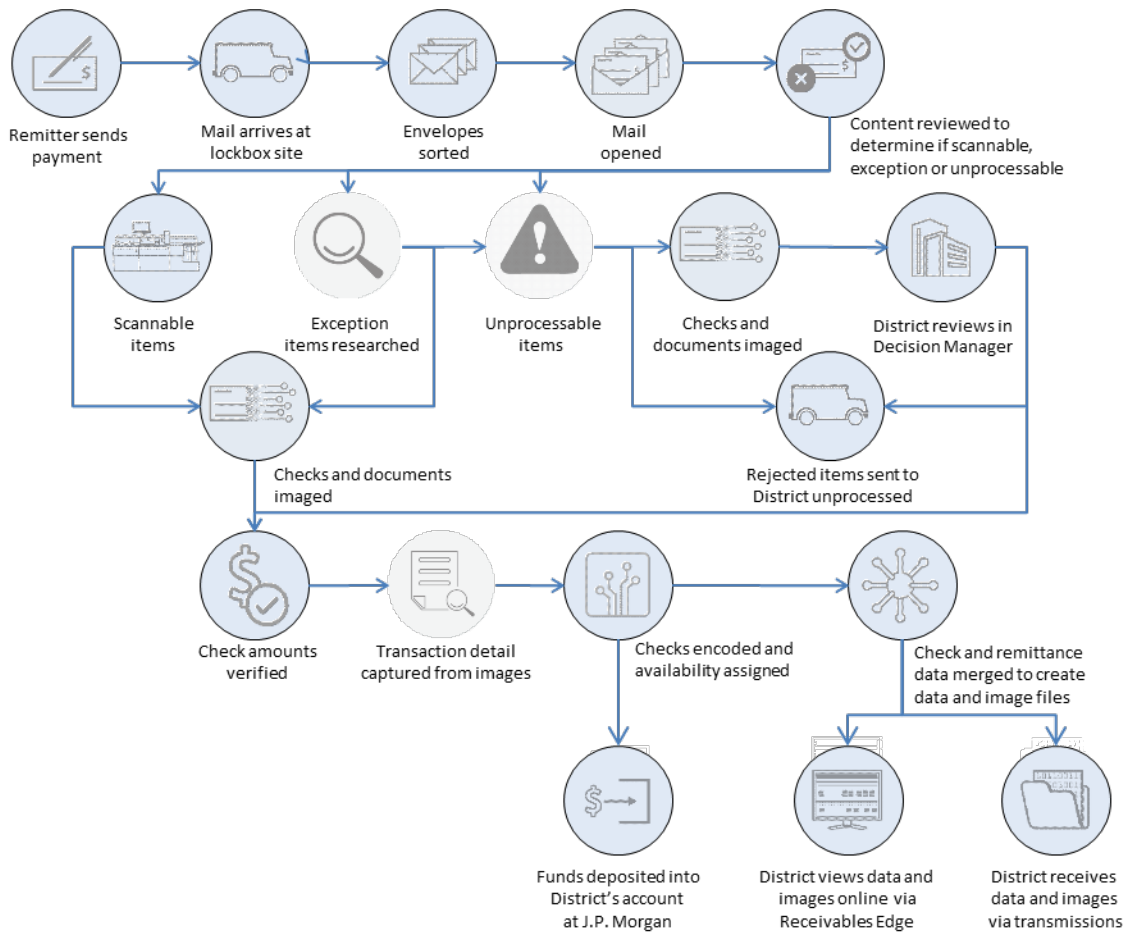 Remitter sends
payment
Mail arrives at
lockbox site
Envelopes
sorted
Mail
opened
Content reviewed to
determine if scannable,
exception or unprocessable
Scannable
items
Exception
items researched
Unprocessable
items
Checks and
documents imaged
District reviews in
Decision Manager
Checks and documents
imaged
Rejected items sent to
District unprocessed
Check amounts
verified
Transaction detail
captured from images
Checks encoded and
availability assigned
Check and remittance
data merged to create
data and image files
Funds deposited into
District's account
at J.P. Morgan
District views data and
images online via
Receivables Edge
District receives
data and images
via transmissions